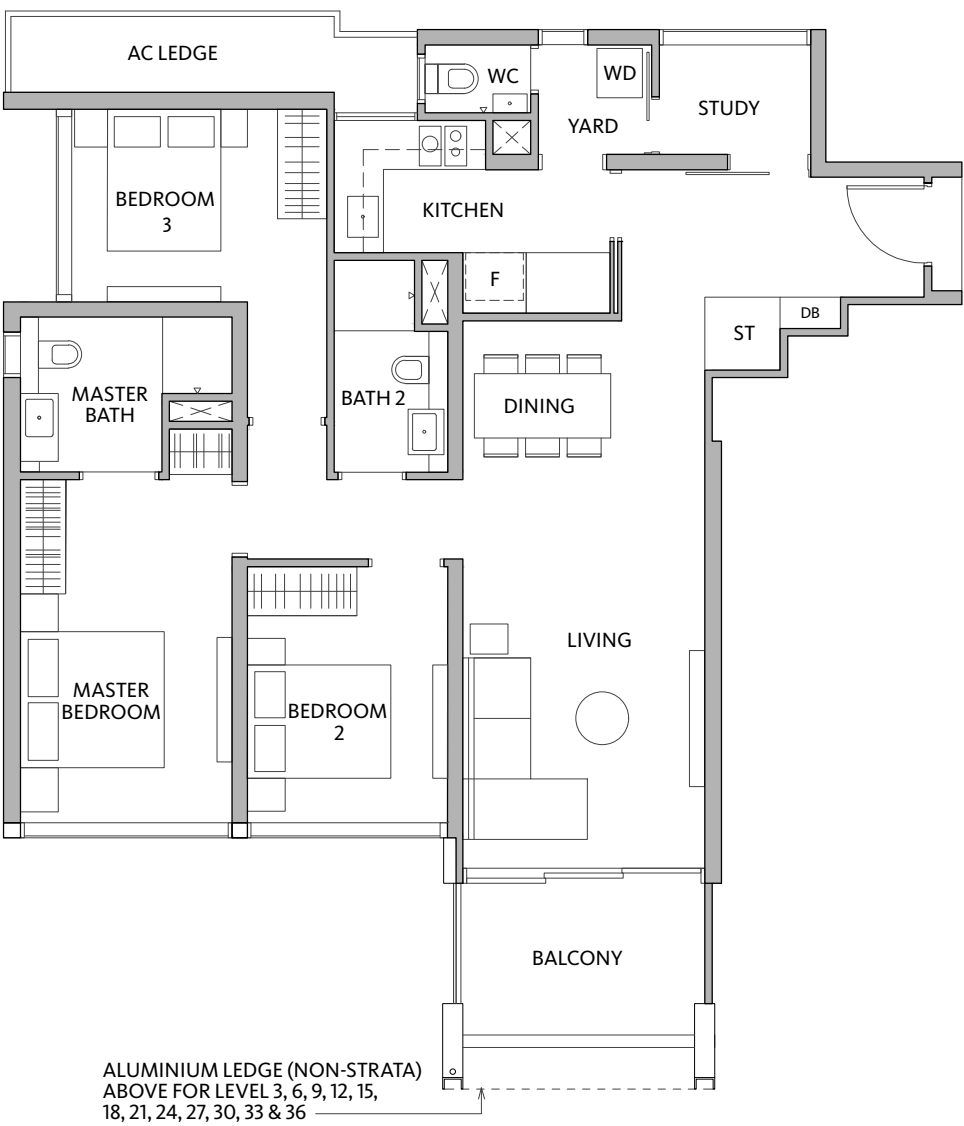 AC LEDGE
WC
WD
STUDY
YARD
BEDROOM
3
KITCHEN
F
DB
ST
MASTER
BATH
BATH 2
DINING
LIVING
MASTER
BEDROOM
BEDROOM
2
BALCONY
ALUMINIUM LEDGE (NON-STRATA)
ABOVE FOR LEVEL 3, 6, 9, 12, 15,
18, 21, 24, 27, 30, 33 & 36